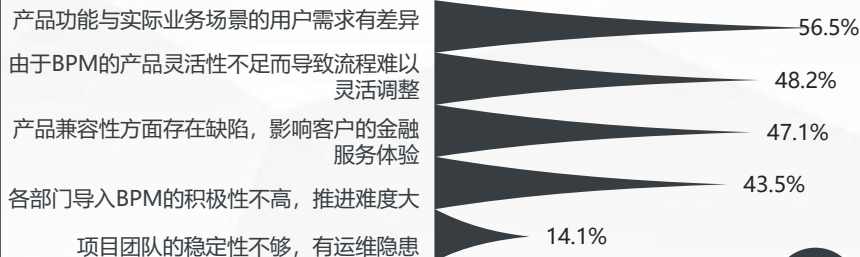 产品功能与实际业务场景的用户需求有差异
56.5%
由于BPM的产品灵活性不足而导致流程难以
灵活调整
48.2%
产品兼容性方面存在缺陷，影响客户的金融
服务体验
47.1%
各部门导入BPM的积极性不高，推进难度大
43.5%
项目团队的稳定性不够，有运维隐患
14.1%